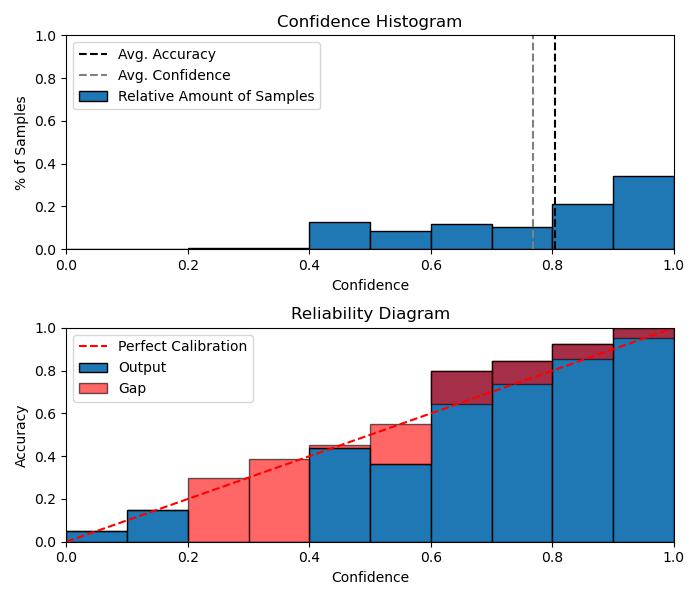 Confidence Histogram
1.0
0.8
0.6
0.4
0.2
0.0
% of Samples
Avg. Accuracy
Avg. Confidence
Relative Amount of Samples
0.0 0.2 0.4 0.6 0.8 1.0
Confidence
Reliability Diagram
1.0
0.8
0.6
0.4
0.2
0.0
Accuracy
Perfect Calibration
Output
Gap
0.0 0.2 0.4 0.6 0.8 1.0
Confidence